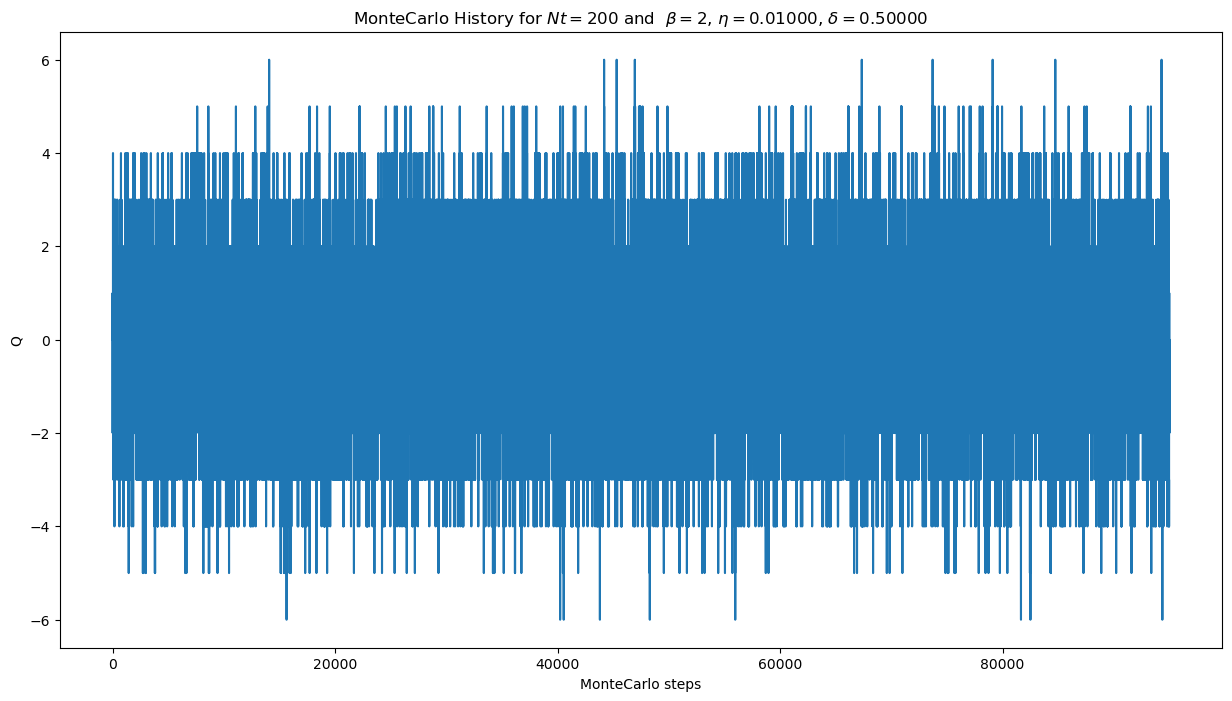 MonteCarlo History for Nt = 200 and β = 2, η = 0.01000, δ = 0.50000
6
4
2
0
−2
−4
−6
Q
0 20000 40000 60000 80000
MonteCarlo steps